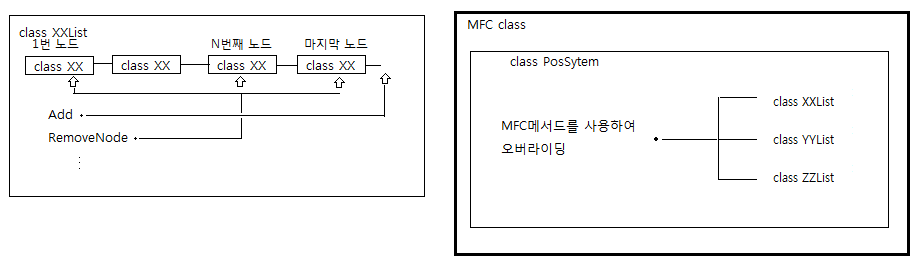 class XXList
1번 노드
N번째 노드
마지막 노드
class XX
class XX
class XX
class XX
Add
RemoveNode
MFC class
class PosSytem
MFC메서드를 사용하여
오버라이딩
class XXList
class YYList
class ZZList